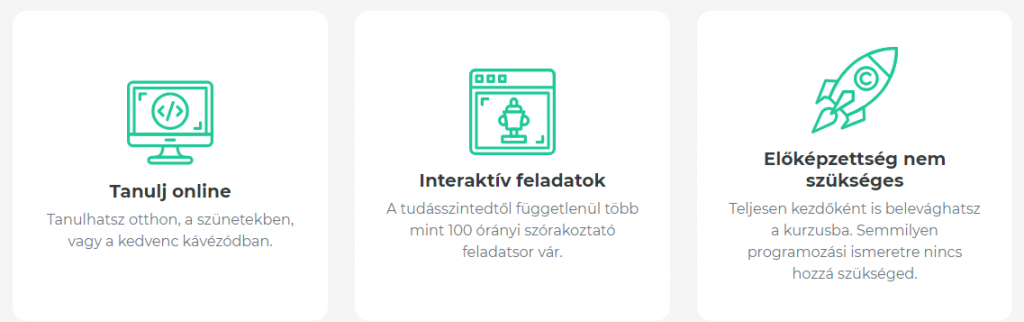 Tanulj online
Tanulhatsz otthon, a szünetekben,
vagy a kedvenc kávézódban.
Interaktív feladatok
A tudásszintedtől függetlenül több
mint 100 órányi szórakoztató
feladatsor vár.
Előképzettség nem
szükséges
Teljesen kezdőként is belevághatsz
a kurzusba. Semmilyen
programozási ismeretre nincs
hozzá szükséged.